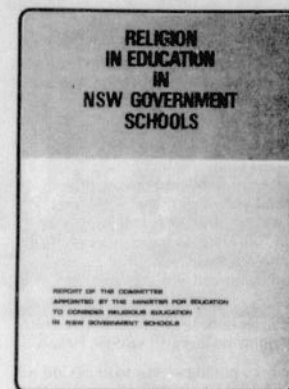 RELIGION
IN EDUCATION
IN
NSW GOVERNMENT
SCHOOLS
REPORT OF THE COMMITTEE
APPOINTED BY THE MINISTER FOR EDUCATION
TO CONSIDER RELIGIOUS EDUCATION
IN NSW GOVERNMENT SCHOOLS